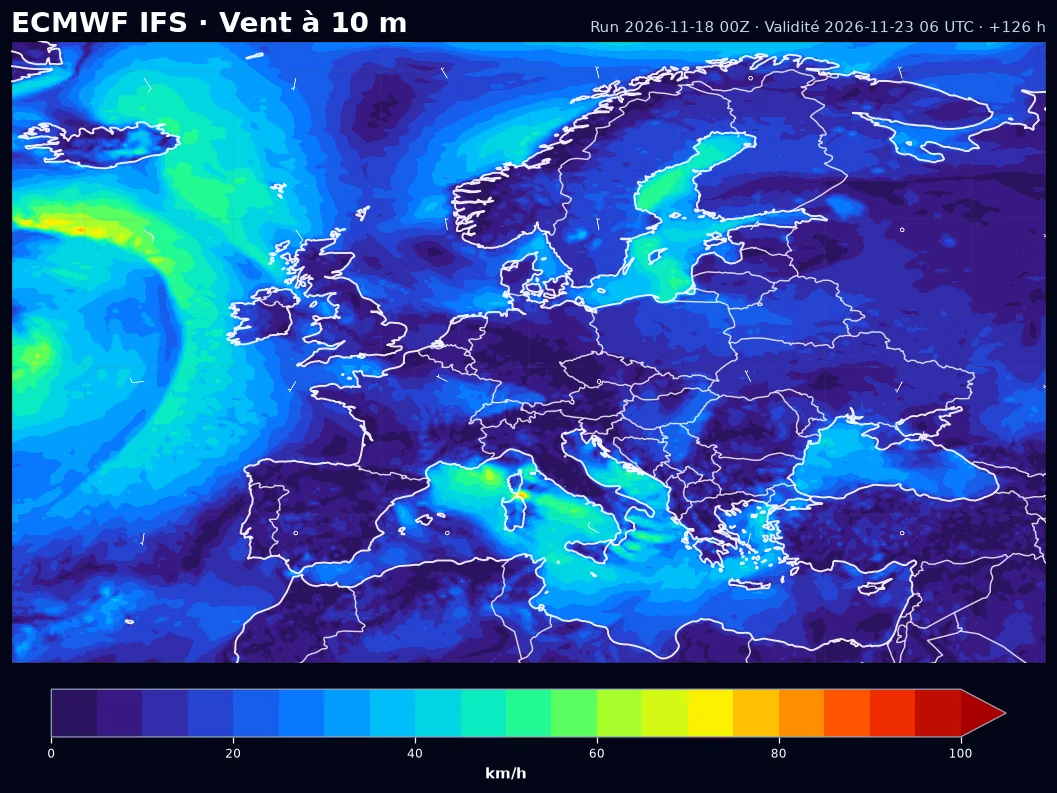 ECMWF IFS · Vent à 10 m
Run 2026-11-18 00Z · Validité 2026-11-23 06 UTC · +126 h
0 20 40 60 80 100
km/h